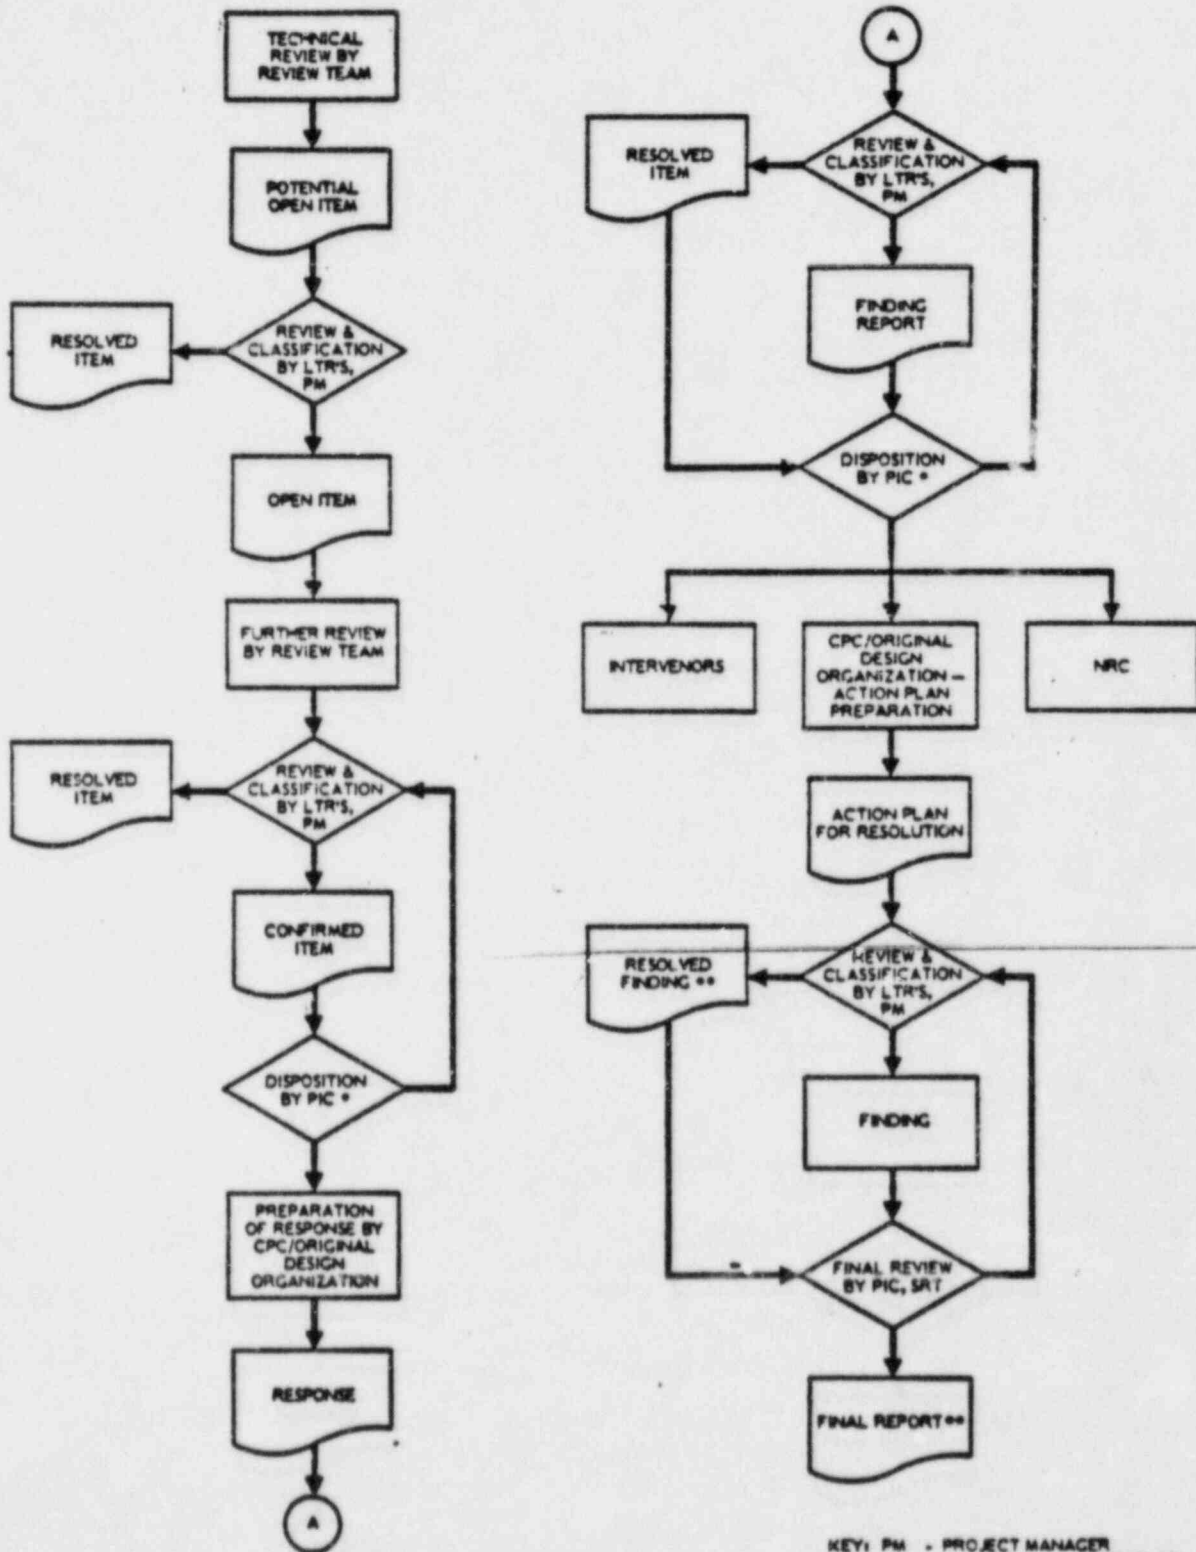 TECHNICAL
REVIEW BY
REVIEW TEAM
POTENTIAL
OPEN ITEM
RESOLVED
ITEM
REVIEW &
CLASSIFICATION
BY LTR'S,
PM
OPEN ITEM
FURTHER REVIEW
BY REVIEW TEAM
RESOLVED
ITEM
REVIEW &
CLASSIFICATION
BY LTR'S,
PM
CONFIRMED
ITEM
DISPOSITION
BY PIC *
PREPARATION
OF RESPONSE BY
CPC/ORIGINAL
DESIGN
ORGANIZATION
RESPONSE
A
A
RESOLVED
ITEM
REVIEW &
CLASSIFICATION
BY LTR'S,
PM
FINDING
REPORT
DISPOSITION
BY PIC *
INTERVENORS
CPC/ORIGINAL
DESIGN
ORGANIZATION —
ACTION PLAN
PREPARATION
NRC
ACTION PLAN
FOR RESOLUTION
RESOLVED
FINDING **
REVIEW &
CLASSIFICATION
BY LTR'S,
PM
FINDING
FINAL REVIEW
BY PIC, SRT
FINAL REPORT **
KEY: PM - PROJECT MANAGER